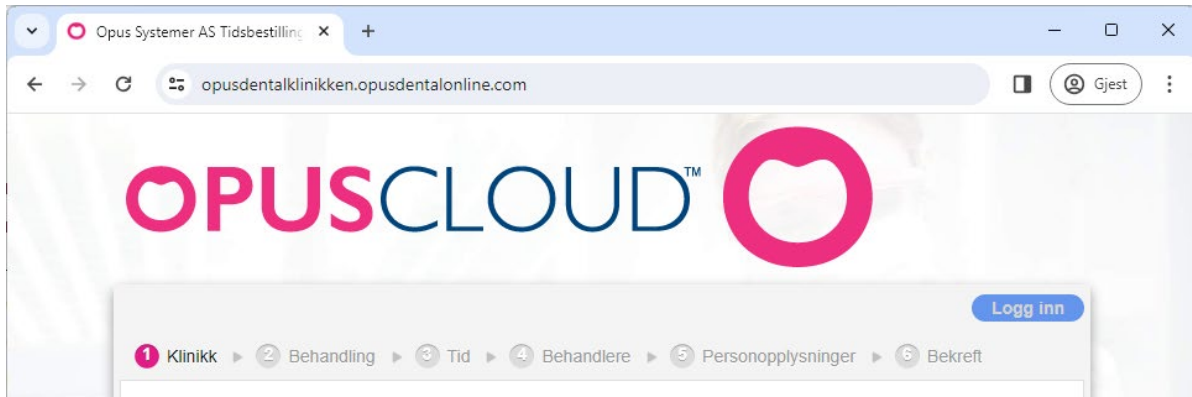 Opus Systemer AS Tidsbestilling
opusdentalklinikken.opusdentalonline.com
Gjest
OPUSCLOUD™
Logg inn
1 Klinikk ▸ 2 Behandling ▸ 3 Tid ▸ 4 Behandlere ▸ 5 Personopplysninger ▸ 6 Bekreft